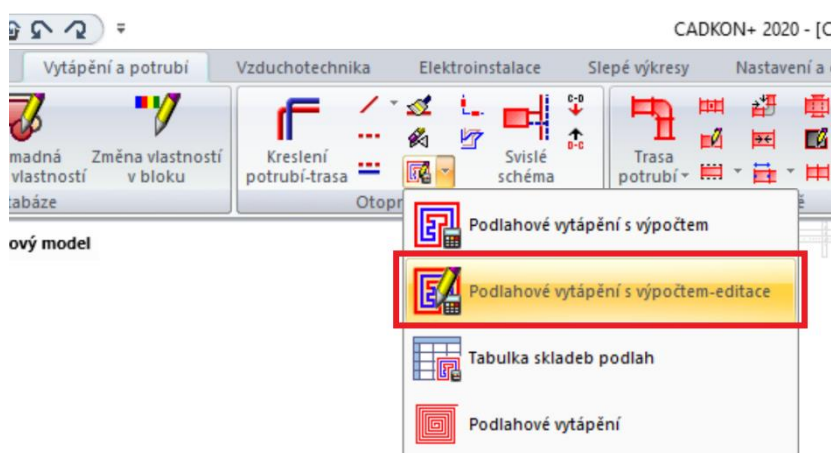 CADKON+ 2020 - [C
Vytápění a potrubí
Vzduchotechnika
Elektroinstalace
Slepé výkresy
Nastavení a
madná
vlastností
Změna vlastností
v bloku
Kreslení
potrubí-trasa
C-D
D-C
Svislé
schéma
Trasa
potrubí
abáze
Otopr
ě
ový model
Podlahové vytápění s výpočtem
Podlahové vytápění s výpočtem-editace
Tabulka skladeb podlah
Podlahové vytápění